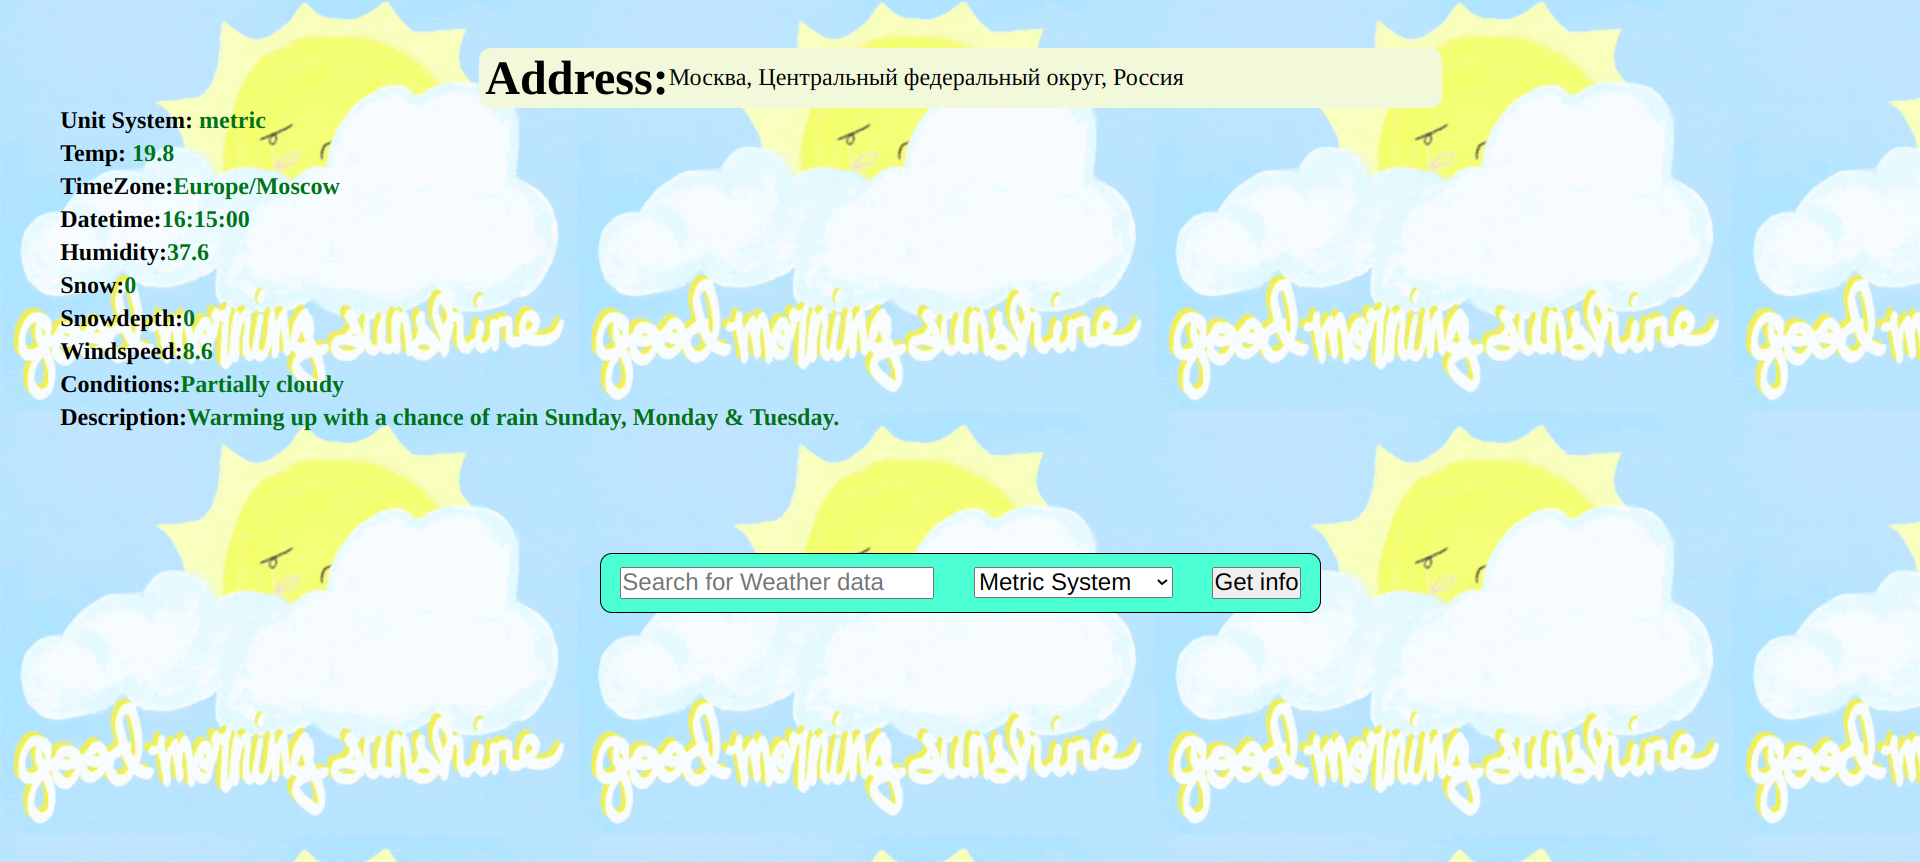 Address:Москва, Центральный федеральный округ, Россия
Unit System: metric
Temp: 19.8
TimeZone:Europe/Moscow
Datetime:16:15:00
Humidity:37.6
Snow:0
Snowdepth:0
Windspeed:8.6
Conditions:Partially cloudy
Description:Warming up with a chance of rain Sunday, Monday & Tuesday.
good morning sunshine
good morning sunshine
good morning sunshine
good m
Search for Weather data
Metric System
Get info
good morning sunshine
good morning sunshine
good morning sunshine
good m